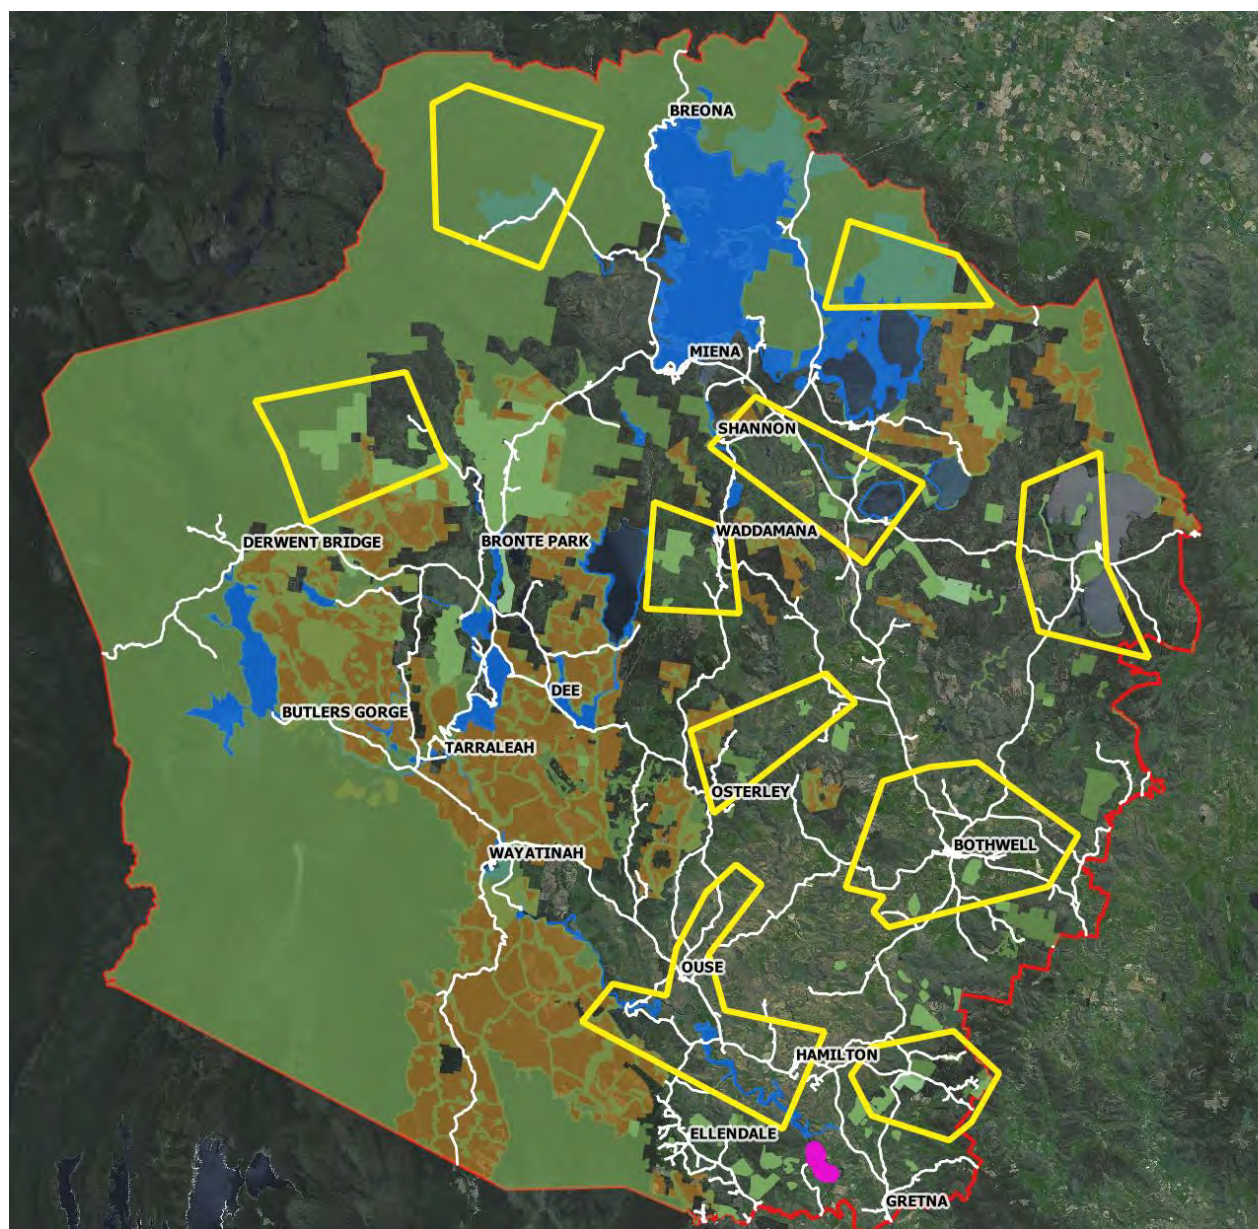 BREONA
MIENA
SHANNON
WADDAMANA
DERWENT BRIDGE
BRONTE PARK
DEE
BUTLERS GORGE
TARRALEAH
OSTERLEY
BOTHWELL
WAYATINAH
OUSE
HAMILTON
ELLENDALE
GRETNA